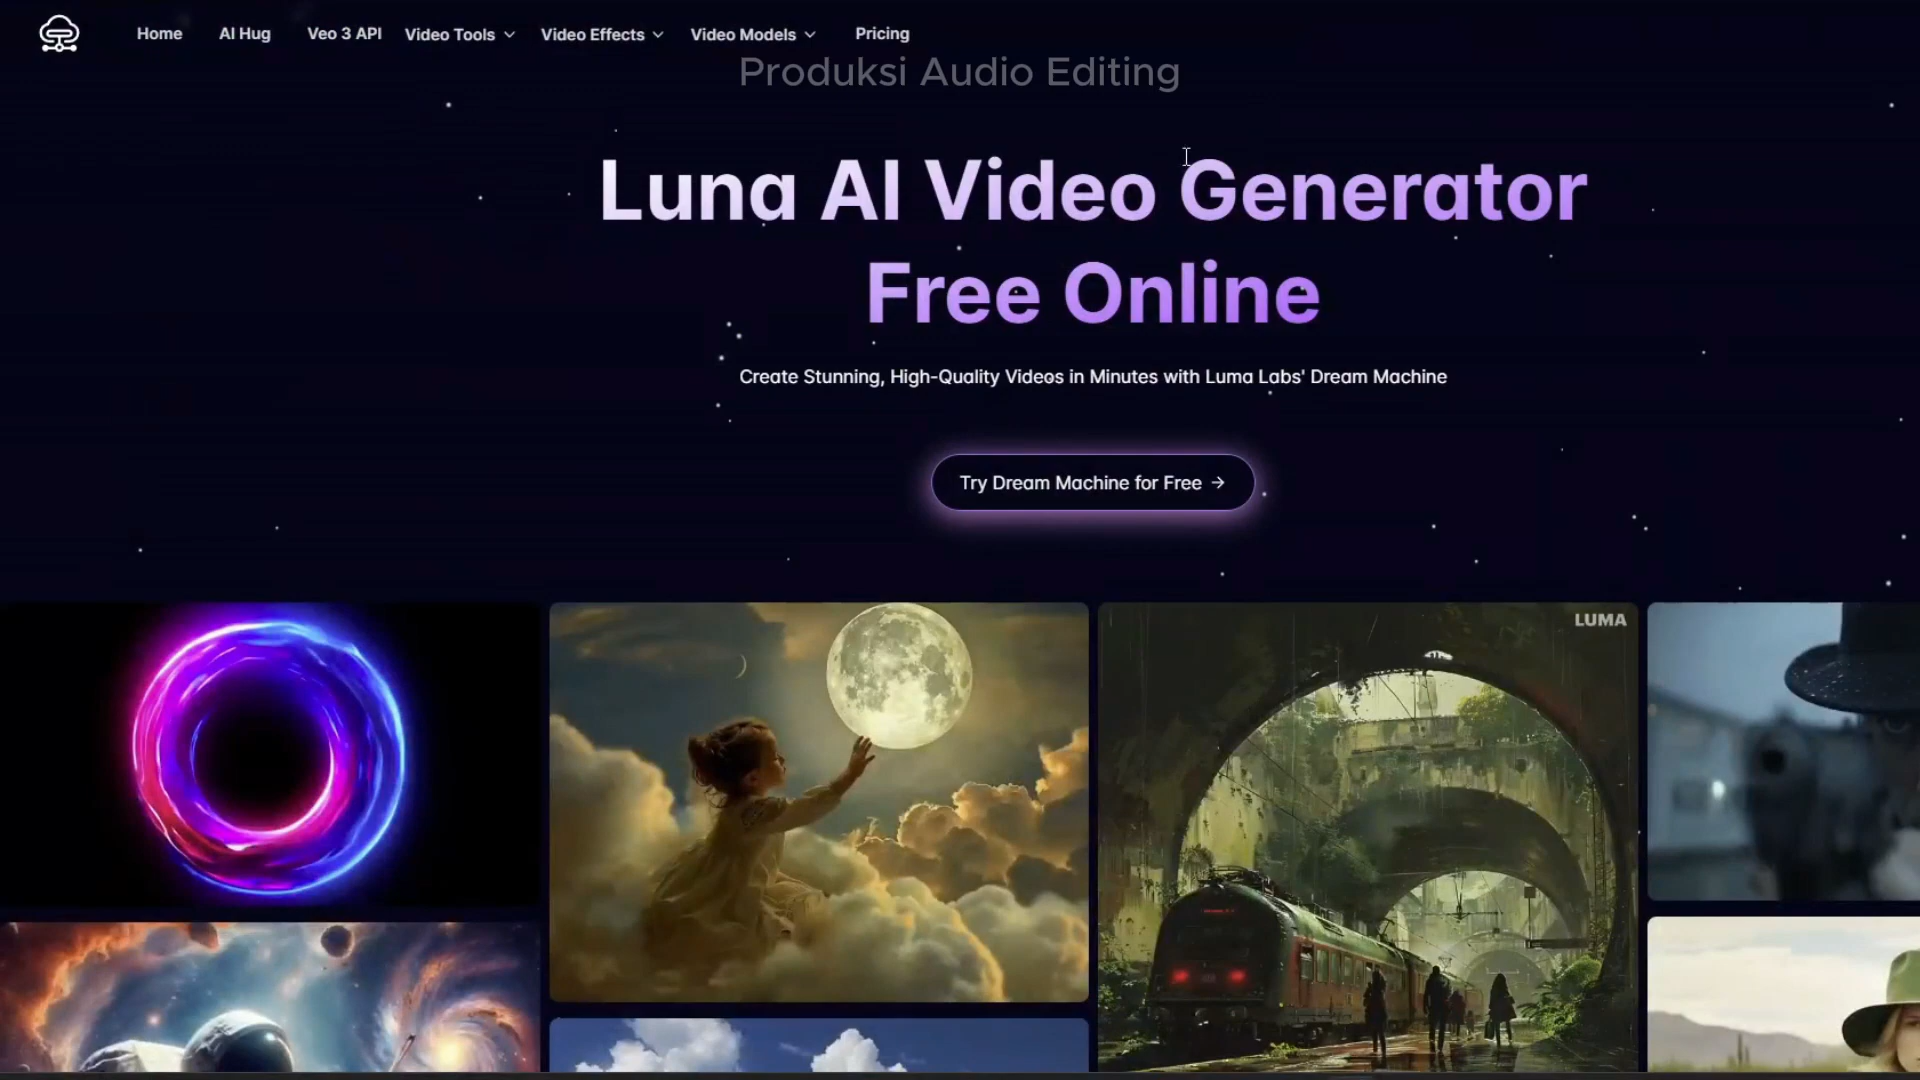 Home
AI Hug
Veo 3 API
Video Tools
Video Effects
Video Models
Pricing
Produksi Audio Editing
Luna AI Video Generator
Free Online
Create Stunning, High-Quality Videos in Minutes with Luma Labs' Dream Machine
Try Dream Machine for Free →
LUMA